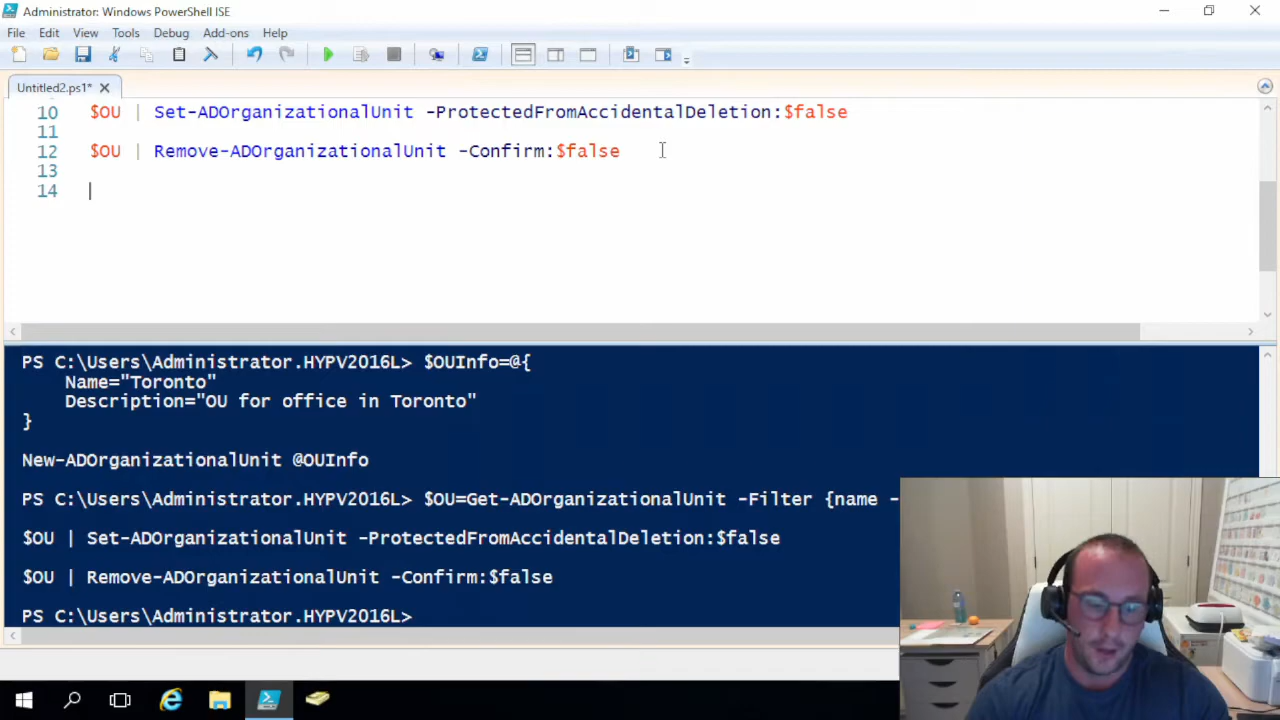 Administrator: Windows PowerShell ISE
File Edit View Tools Debug Add-ons Help
Untitled2.ps1*
10 $OU | Set-ADOrganizationalUnit -ProtectedFromAccidentalDeletion:$false
11
12 $OU | Remove-ADOrganizationalUnit -Confirm:$false
13
14
PS C:\Users\Administrator.HYPV2016L> $OUInfo=@{
Name="Toronto"
Description="OU for office in Toronto"
}
New-ADOrganizationalUnit @OUInfo
PS C:\Users\Administrator.HYPV2016L> $OU=Get-ADOrganizationalUnit -Filter {name -
$OU | Set-ADOrganizationalUnit -ProtectedFromAccidentalDeletion:$false
$OU | Remove-ADOrganizationalUnit -Confirm:$false
PS C:\Users\Administrator.HYPV2016L>